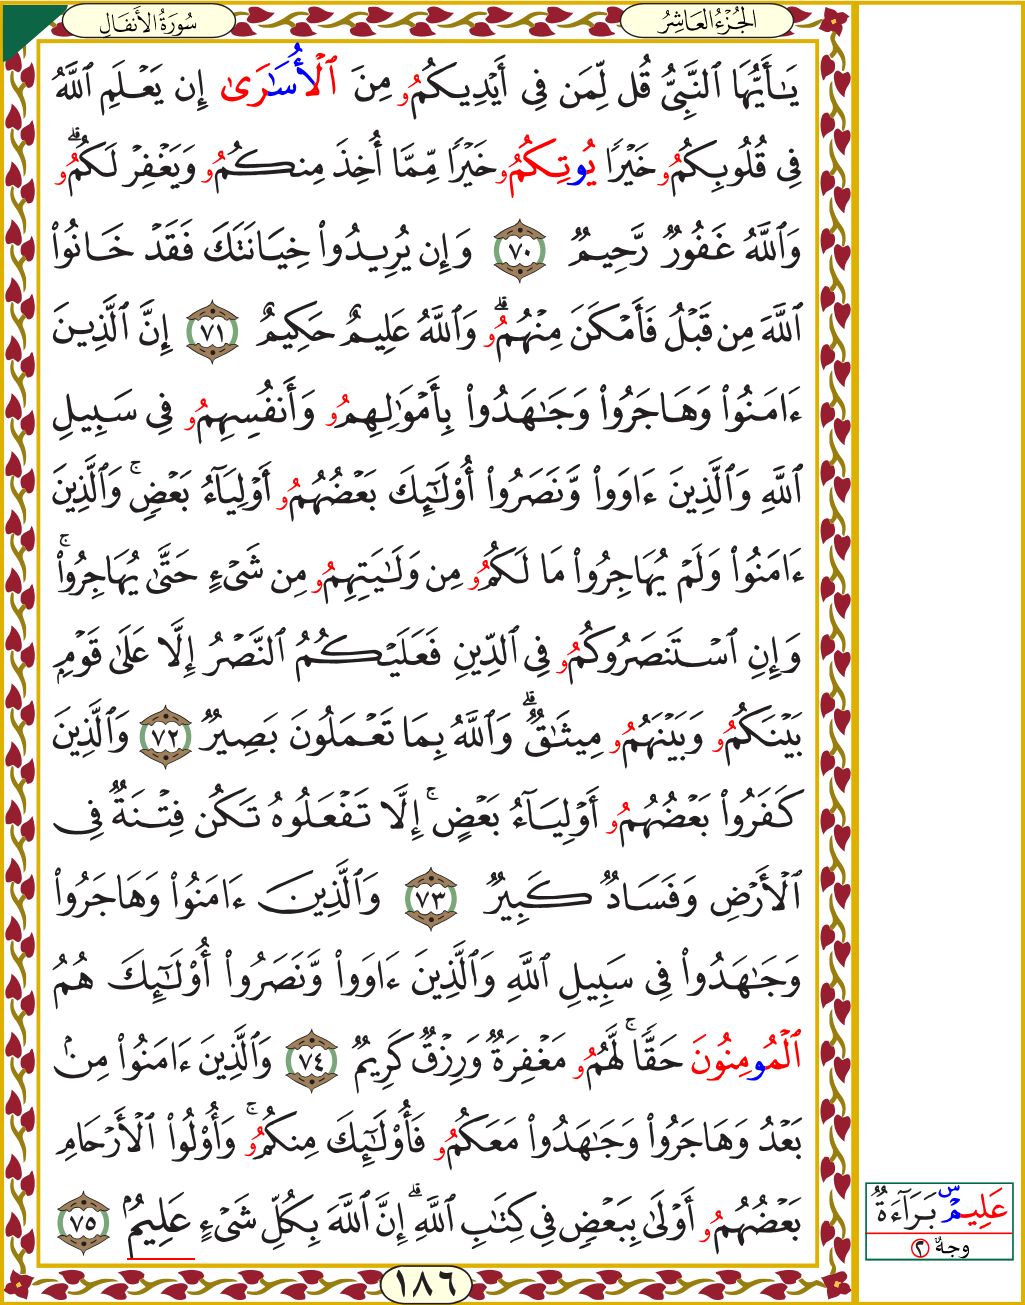 الجُزْءُ العَاشِرُ
سُورَةُ الأَنفَالِ
يَـٰٓأَيُّهَا ٱلنَّبِىُّ قُل لِّمَن فِىٓ أَيْدِيكُمُۥ مِنَ ٱلْأُسَـٰرَىٰ إِن يَعْلَمِ ٱللَّهُ
فِى قُلُوبِكُمُۥ خَيْرًا يُوتِكُمُۥ خَيْرًا مِّمَّآ أُخِذَ مِنكُمُۥ وَيَغْفِرْ لَكُمُۥ ۗ
وَٱللَّهُ غَفُورٌ رَّحِيمٌ ٧٠ وَإِن يُرِيدُوا۟ خِيَانَتَكَ فَقَدْ خَانُوا۟
ٱللَّهَ مِن قَبْلُ فَأَمْكَنَ مِنْهُمُۥ ۗ وَٱللَّهُ عَلِيمٌ حَكِيمٌ ٧١ إِنَّ ٱلَّذِينَ
ءَامَنُوا۟ وَهَاجَرُوا۟ وَجَـٰهَدُوا۟ بِأَمْوَٰلِهِمُۥ وَأَنفُسِهِمُۥ فِى سَبِيلِ
ٱللَّهِ وَٱلَّذِينَ ءَاوَوا۟ وَّنَصَرُوٓا۟ أُو۟لَـٰٓئِكَ بَعْضُهُمُۥٓ أَوْلِيَآءُ بَعْضٍ ۚ وَٱلَّذِينَ
ءَامَنُوا۟ وَلَمْ يُهَاجِرُوا۟ مَا لَكُمُۥ مِن وَلَـٰيَتِهِمُۥ مِن شَىْءٍ حَتَّىٰ يُهَاجِرُوا۟ ۚ
وَإِنِ ٱسْتَنصَرُوكُمُۥ فِى ٱلدِّينِ فَعَلَيْكُمُ ٱلنَّصْرُ إِلَّا عَلَىٰ قَوْمٍۭ
بَيْنَكُمُۥ وَبَيْنَهُمُۥ مِيثَـٰقٌ ۗ وَٱللَّهُ بِمَا تَعْمَلُونَ بَصِيرٌ ٧٢ وَٱلَّذِينَ
كَفَرُوا۟ بَعْضُهُمُۥٓ أَوْلِيَآءُ بَعْضٍ ۚ إِلَّا تَفْعَلُوهُ تَكُن فِتْنَةٌ فِى
ٱلْأَرْضِ وَفَسَادٌ كَبِيرٌ ٧٣ وَٱلَّذِينَ ءَامَنُوا۟ وَهَاجَرُوا۟
وَجَـٰهَدُوا۟ فِى سَبِيلِ ٱللَّهِ وَٱلَّذِينَ ءَاوَوا۟ وَّنَصَرُوٓا۟ أُو۟لَـٰٓئِكَ هُمُ
ٱلْمُومِنُونَ حَقًّا ۚ لَّهُمُۥ مَغْفِرَةٌ وَرِزْقٌ كَرِيمٌ ٧٤ وَٱلَّذِينَ ءَامَنُوا۟ مِنۢ
بَعْدُ وَهَاجَرُوا۟ وَجَـٰهَدُوا۟ مَعَكُمُۥ فَأُو۟لَـٰٓئِكَ مِنكُمُۥ ۚ وَأُو۟لُوا۟ ٱلْأَرْحَامِ
بَعْضُهُمُۥٓ أَوْلَىٰ بِبَعْضٍ فِى كِتَـٰبِ ٱللَّهِ ۗ إِنَّ ٱللَّهَ بِكُلِّ شَىْءٍ عَلِيمٌۢ ٧٥
عَلِيمٌ س بَرَآءَةٌ
وجهٌ ٢
١٨٦